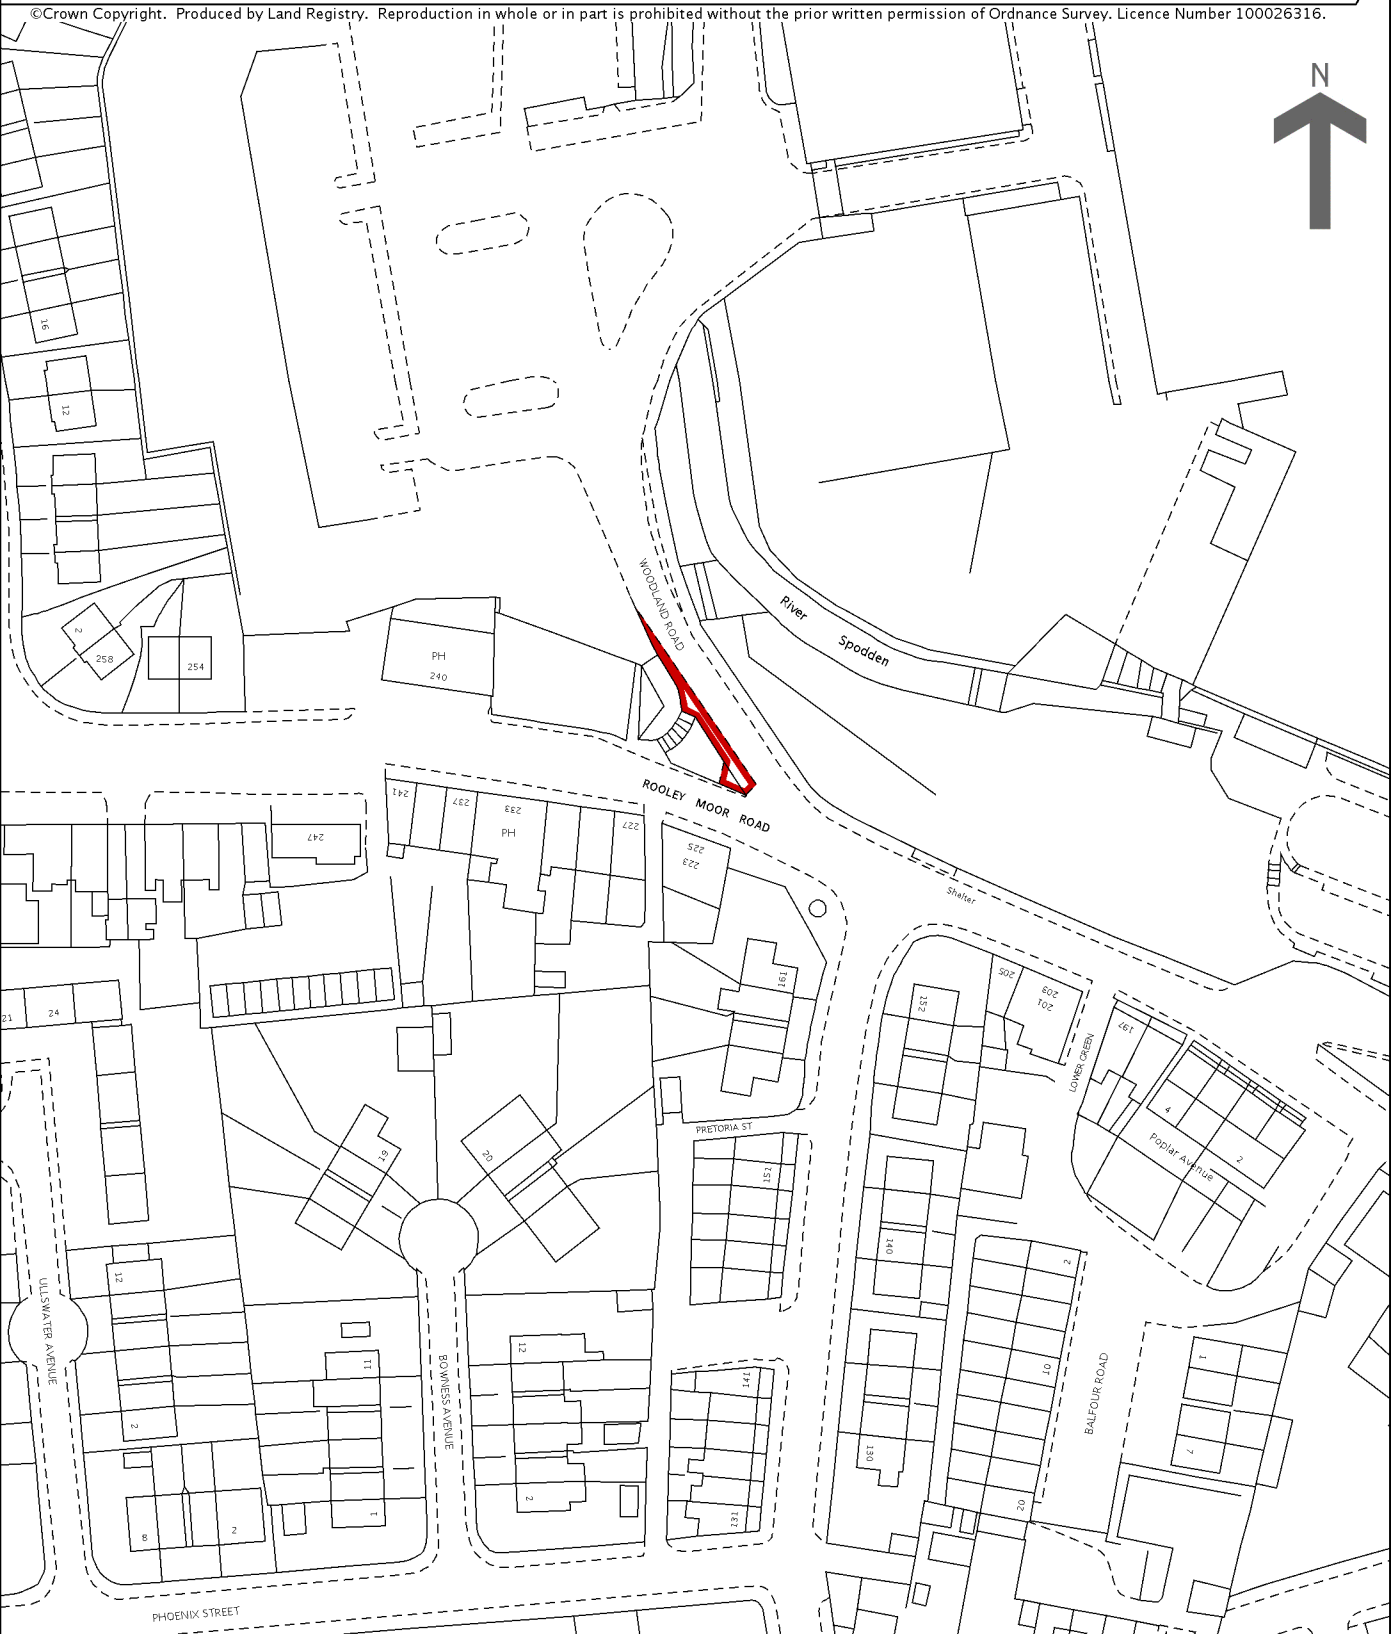 ©Crown Copyright. Produced by Land Registry. Reproduction in whole or in part is prohibited without the prior written permission of Ordnance Survey. Licence Number 100026316.
N
16
12
WOODLAND ROAD
River
Spodden
2
258
254
PH
240
ROOLEY MOOR ROAD
241
237
233
PH
227
247
225
223
Shelter
161
205
203
201
152
197
21
24
LOWER GREEN
4
Poplar Avenue
2
PRETORIA ST
19
20
151
140
2
12
ULLSWATER AVENUE
11
12
BOWNESS AVENUE
141
10
BALFOUR ROAD
1
7
2
130
8
2
1
2
131
20
PHOENIX STREET